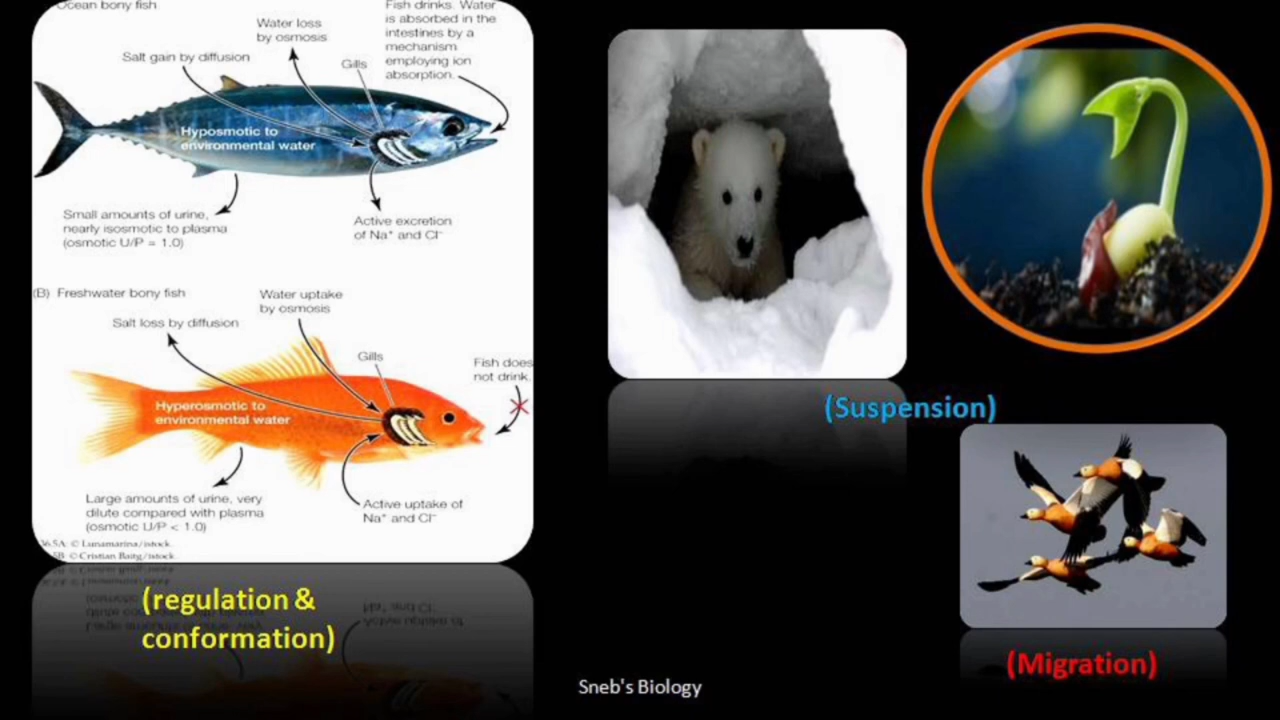 Ocean bony fish
Water loss
by osmosis
Fish drinks. Water
is absorbed in the
intestines by a
mechanism
employing ion
absorption.
Salt gain by diffusion
Gills
Hyposmotic to
environmental water
Small amounts of urine,
nearly isosmotic to plasma
(osmotic U/P = 1.0)
Active excretion
of Na⁺ and Cl⁻
(B) Freshwater bony fish
Water uptake
by osmosis
Salt loss by diffusion
Gills
Fish does
not drink.
Hyperosmotic to
environmental water
Large amounts of urine, very
dilute compared with plasma
(osmotic U/P < 1.0)
Active uptake of
Na⁺ and Cl⁻
5A: © Lunamarina/istock.
5B © Cristian Baitg/istock.
(regulation &
conformation)
(Suspension)
(Migration)
Sneb's Biology